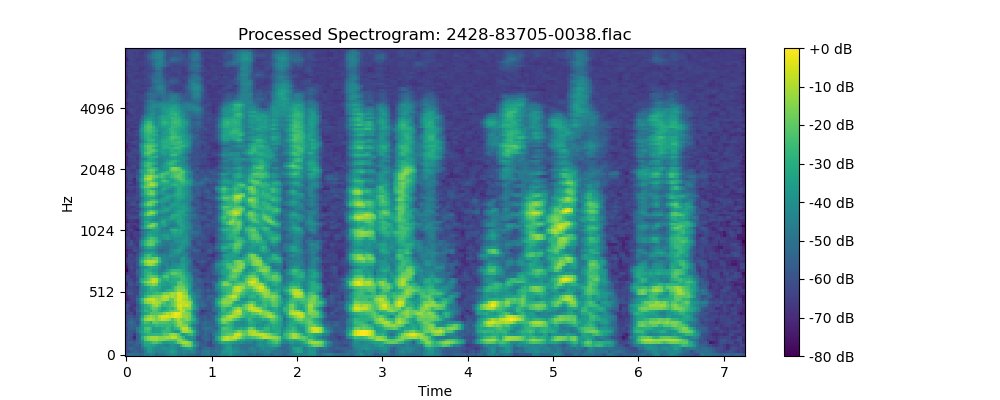 Processed Spectrogram: 2428-83705-0038.flac
Hz
4096
2048
1024
512
0
0 1 2 3 4 5 6 7
Time
+0 dB
-10 dB
-20 dB
-30 dB
-40 dB
-50 dB
-60 dB
-70 dB
-80 dB